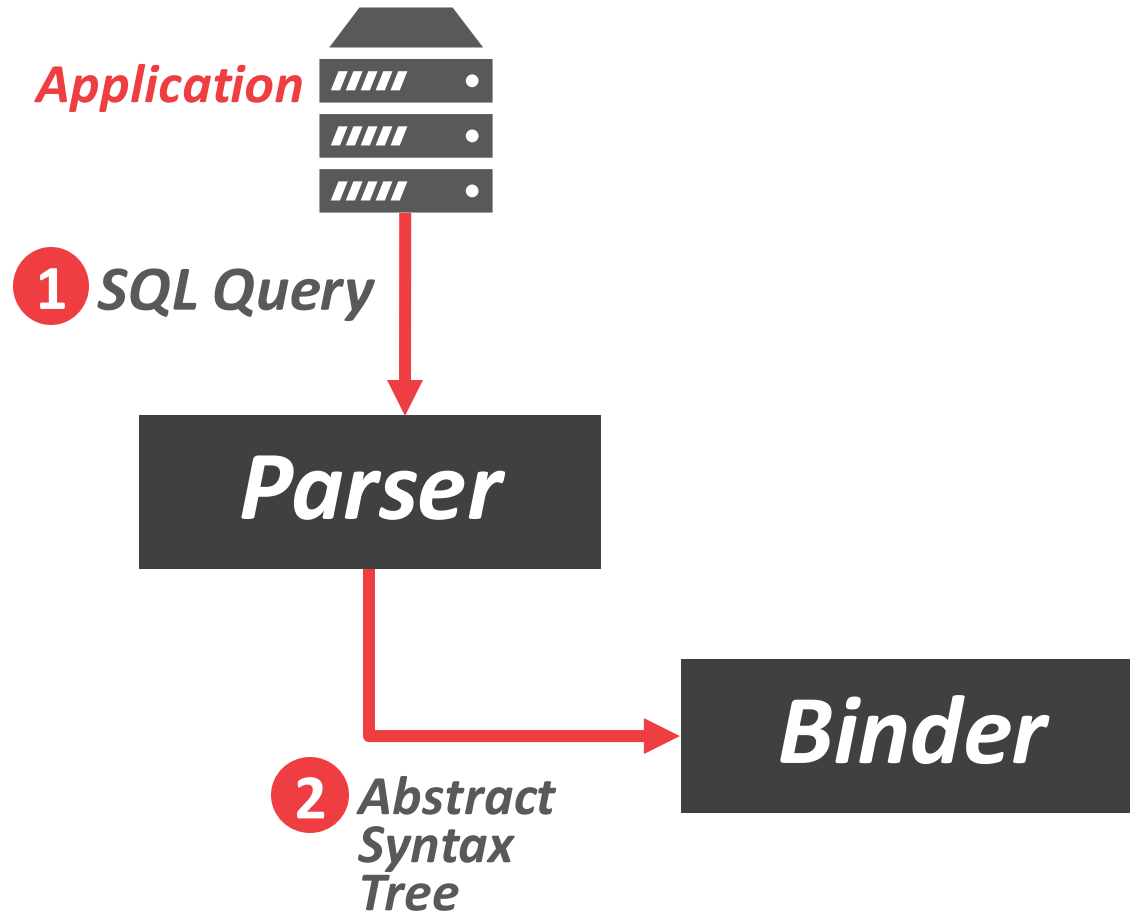 Application
1 SQL Query
Parser
Binder
2 Abstract
Syntax
Tree